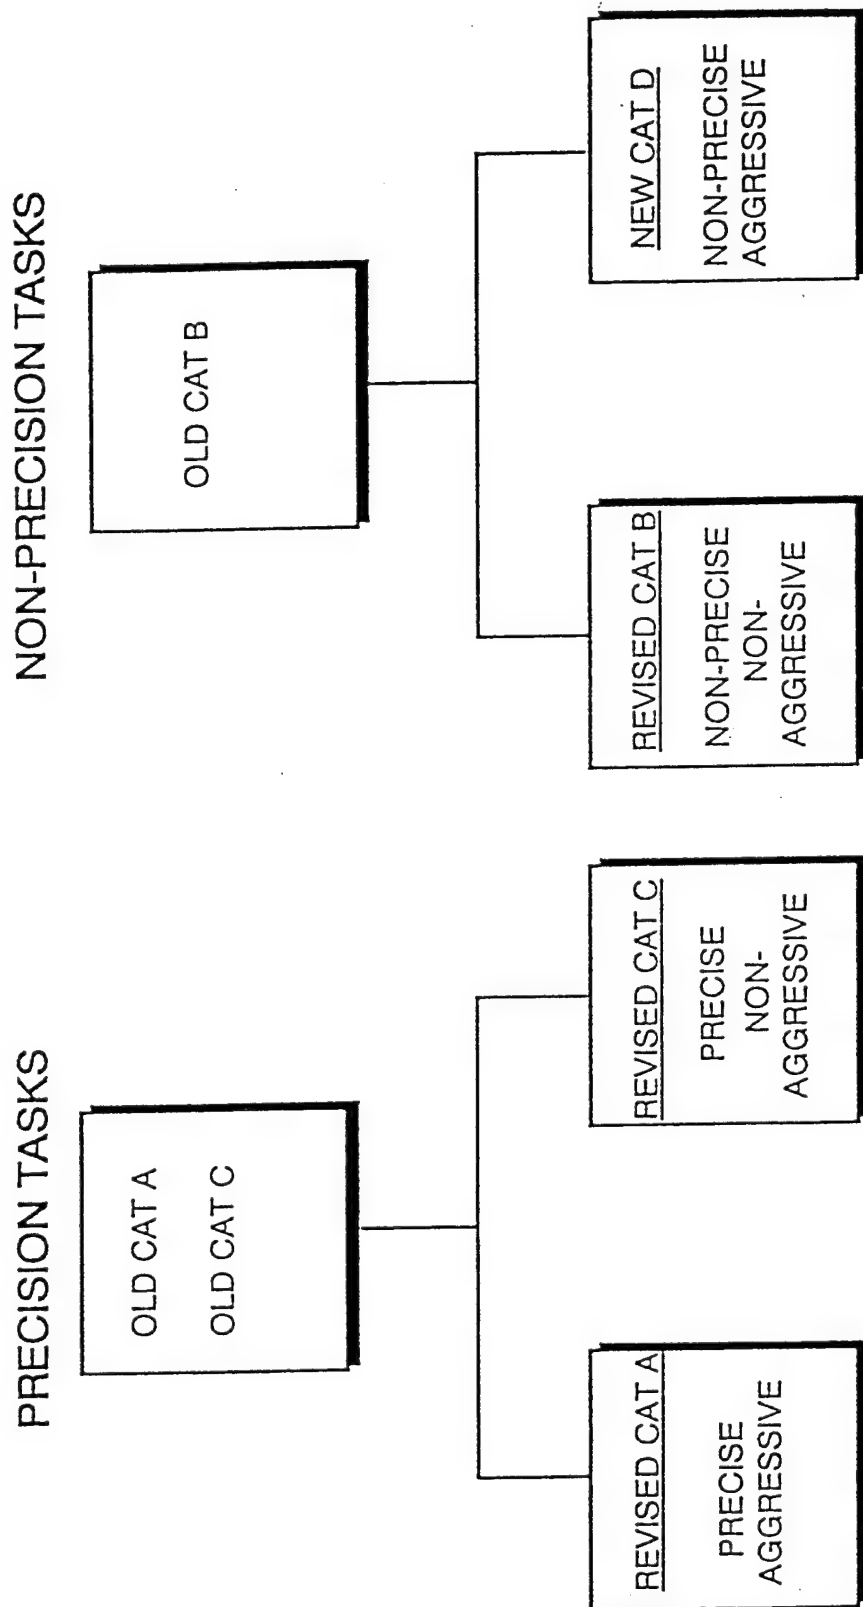 PRECISION TASKS
OLD CAT A
OLD CAT C
REVISED CAT A
PRECISE
AGGRESSIVE
REVISED CAT C
PRECISE
NON-
AGGRESSIVE
NON-PRECISION TASKS
OLD CAT B
REVISED CAT B
NON-PRECISE
NON-
AGGRESSIVE
NEW CAT D
NON-PRECISE
AGGRESSIVE